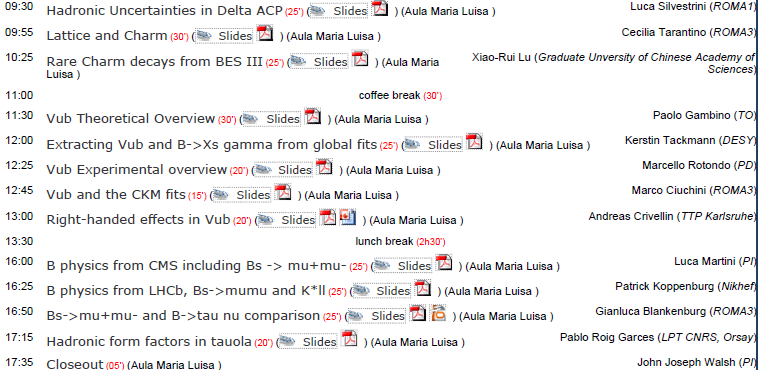 09:30 Hadronic Uncertainties in Delta ACP (25') ( Slides ) (Aula Maria Luisa ) Luca Silvestrini (ROMA1)
09:55 Lattice and Charm (30') ( Slides ) (Aula Maria Luisa ) Cecilia Tarantino (ROMA3)
10:25 Rare Charm decays from BES III (25') ( Slides ) (Aula Maria Xiao-Rui Lu (Graduate Unversity of Chinese Academy of
Luisa ) Sciences)
11:00 coffee break (30')
11:30 Vub Theoretical Overview (30') ( Slides ) (Aula Maria Luisa ) Paolo Gambino (TO)
12:00 Extracting Vub and B->Xs gamma from global fits (25') ( Slides ) (Aula Maria Luisa ) Kerstin Tackmann (DESY)
12:25 Vub Experimental overview (20') ( Slides ) (Aula Maria Luisa ) Marcello Rotondo (PD)
12:45 Vub and the CKM fits (15') ( Slides ) (Aula Maria Luisa ) Marco Ciuchini (ROMA3)
13:00 Right-handed effects in Vub (20') ( Slides ) (Aula Maria Luisa ) Andreas Crivellin (TTP Karlsruhe)
13:30 lunch break (2h30')
16:00 B physics from CMS including Bs -> mu+mu- (25') ( Slides ) (Aula Maria Luisa ) Luca Martini (PI)
16:25 B physics from LHCb, Bs->mumu and K*ll (25') ( Slides ) (Aula Maria Luisa ) Patrick Koppenburg (Nikhef)
16:50 Bs->mu+mu- and B->tau nu comparison (25') ( Slides ) (Aula Maria Luisa ) Gianluca Blankenburg (ROMA3)
17:15 Hadronic form factors in tauola (20') ( Slides ) (Aula Maria Luisa ) Pablo Roig Garces (LPT CNRS, Orsay)
17:35 Closeout (05') (Aula Maria Luisa ) John Joseph Walsh (PI)